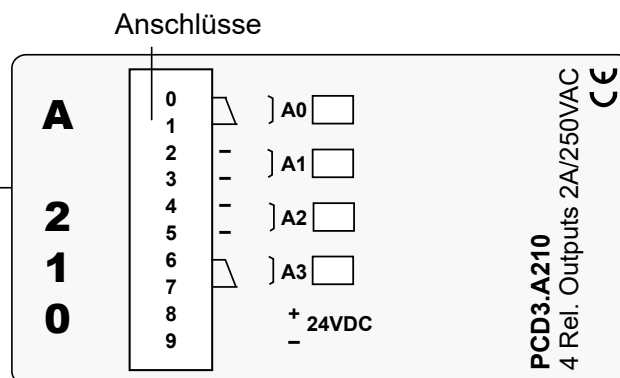 Anschlüsse
A
2
1
0
0
1
2
3
4
5
6
7
8
9
A0
A1
A2
A3
+
− 24VDC
PCD3.A210
4 Rel. Outputs 2A/250VAC
CE